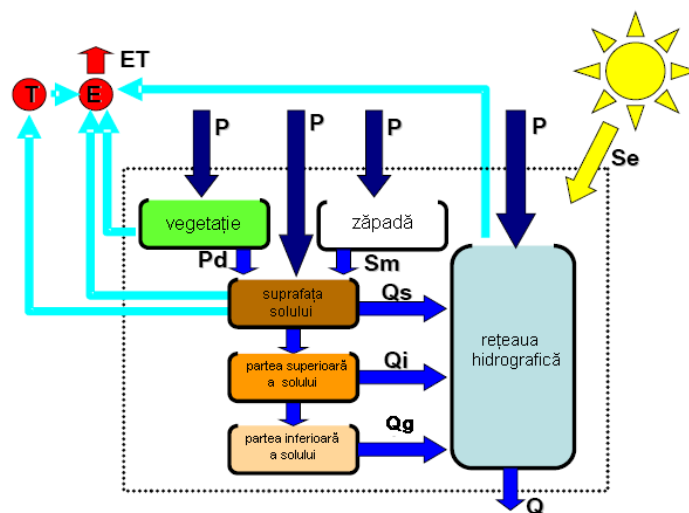 ET
T
E
P
P
P
P
Se
vegetație
zăpadă
Pd
Sm
suprafața
solului
Qs
rețeaua
hidrografică
partea superioară
a solului
Qi
partea inferioară
a solului
Qg
Q